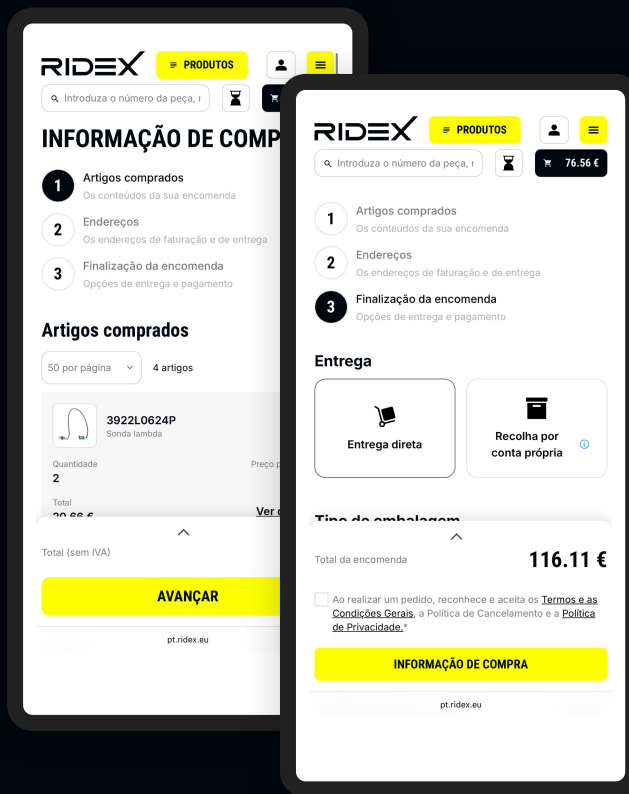 RIDEX
PRODUTOS
Introduza o número da peça, r
INFORMAÇÃO DE COMP
1
Artigos comprados
Os conteúdos da sua encomenda
2
Endereços
Os endereços de faturação e de entrega
3
Finalização da encomenda
Opções de entrega e pagamento
Artigos comprados
50 por página
4 artigos
3922L0624P
Sonda lambda
Quantidade
Preço p
2
Total
20.66 €
Ver
Total (sem IVA)
AVANÇAR
pt.ridex.eu
RIDEX
PRODUTOS
Introduza o número da peça, r
76.56 €
1
Artigos comprados
Os conteúdos da sua encomenda
2
Endereços
Os endereços de faturação e de entrega
3
Finalização da encomenda
Opções de entrega e pagamento
Entrega
Entrega direta
Recolha por
conta própria
Tipo de embalagem
Total da encomenda
116.11 €
Ao realizar um pedido, reconhece e aceita os Termos e as
Condições Gerais, a Política de Cancelamento e a Política
de Privacidade.*
INFORMAÇÃO DE COMPRA
pt.ridex.eu